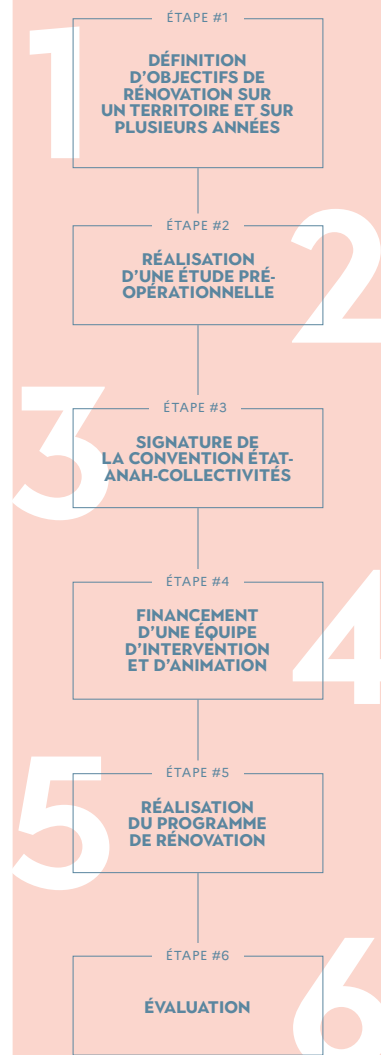 1
ÉTAPE #1
DÉFINITION
D'OBJECTIFS DE
RÉNOVATION SUR
UN TERRITOIRE ET SUR
PLUSIEURS ANNÉES
2
ÉTAPE #2
RÉALISATION
D'UNE ÉTUDE PRÉ-
OPÉRATIONNELLE
3
ÉTAPE #3
SIGNATURE DE
LA CONVENTION ÉTAT-
ANAH-COLLECTIVITÉS
4
ÉTAPE #4
FINANCEMENT
D'UNE ÉQUIPE
D'INTERVENTION
ET D'ANIMATION
5
ÉTAPE #5
RÉALISATION
DU PROGRAMME
DE RÉNOVATION
6
ÉTAPE #6
ÉVALUATION